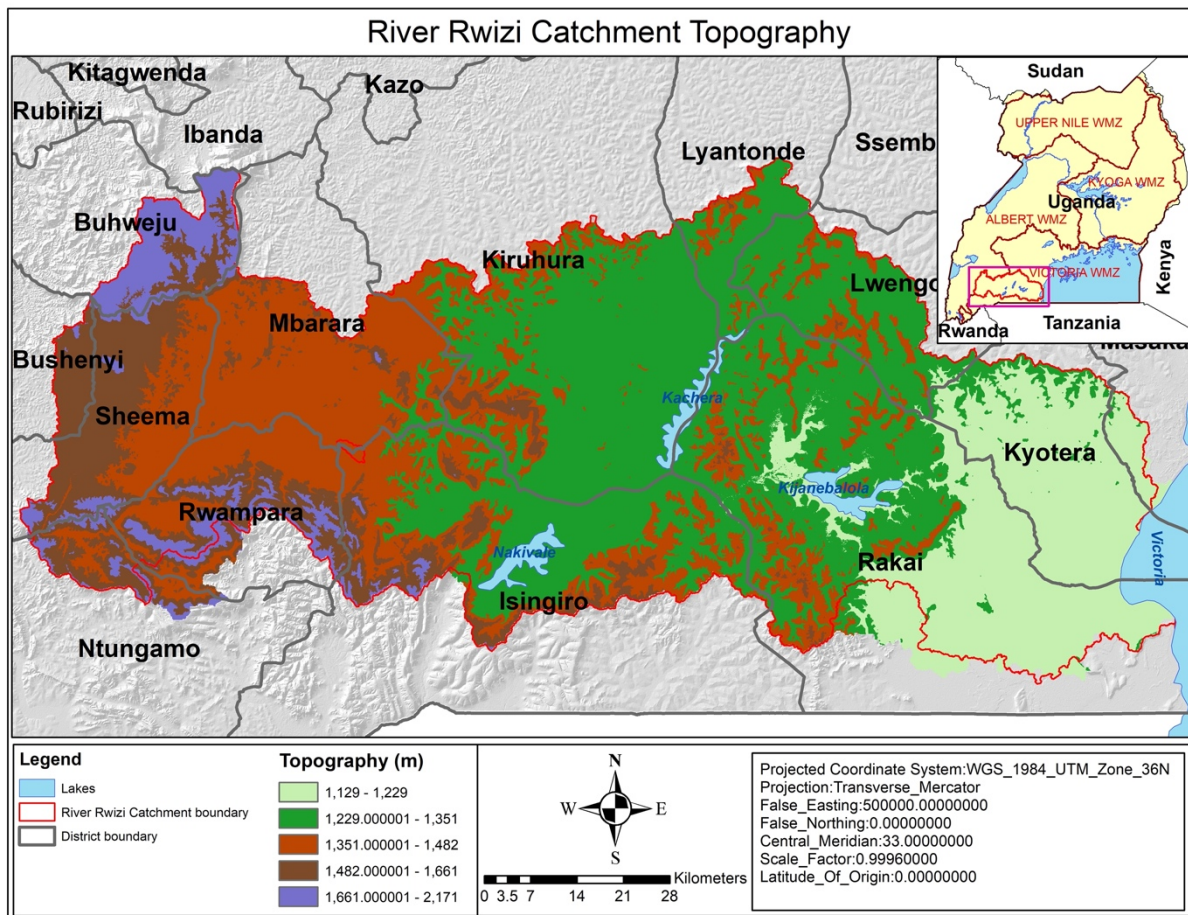 River Rwizi Catchment Topography
Kitagwenda
Kazo
Rubirizi
Ibanda
Lyantonde
Ssemb
Buhweju
Kiruhura
Lwengo
Mbarara
Masaka
Bushenyi
Sheema
Kachera
Kyotera
Kijanebalola
Rwampara
Nakivale
Rakai
Victoria
Isingiro
Ntungamo
Sudan
UPPER NILE WMZ
KYOGA WMZ
Uganda
ALBERT WMZ
Kenya
VICTORIA WMZ
Rwanda
Tanzania
Legend
Lakes
River Rwizi Catchment boundary
District boundary
Topography (m)
1,129 - 1,229
1,229.000001 - 1,351
1,351.000001 - 1,482
1,482.000001 - 1,661
1,661.000001 - 2,171
N
W E
S
Kilometers
0 3.5 7 14 21 28
Projected Coordinate System:WGS_1984_UTM_Zone_36N
Projection:Transverse_Mercator
False_Easting:500000.00000000
False_Northing:0.00000000
Central_Meridian:33.00000000
Scale_Factor:0.99960000
Latitude_Of_Origin:0.00000000